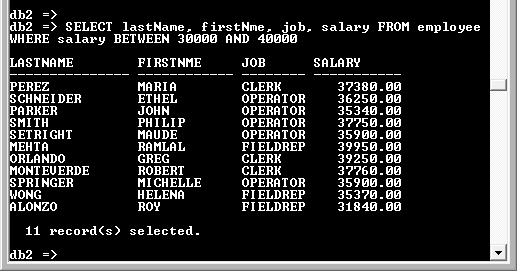 db2 =>
db2 => SELECT lastName, firstNme, job, salary FROM employee
WHERE salary BETWEEN 30000 AND 40000
LASTNAME        FIRSTNME     JOB      SALARY
--------------- ------------ -------- -----------
PEREZ           MARIA        CLERK       37380.00
SCHNEIDER       ETHEL        OPERATOR    36250.00
PARKER          JOHN         OPERATOR    35340.00
SMITH           PHILIP       OPERATOR    37750.00
SETRIGHT        MAUDE        OPERATOR    35900.00
MEHTA           RAMLAL       FIELDREP    39950.00
ORLANDO         GREG         CLERK       39250.00
MONTEVERDE      ROBERT       CLERK       37760.00
SPRINGER        MICHELLE     OPERATOR    35900.00
WONG            HELENA       FIELDREP    35370.00
ALONZO          ROY          FIELDREP    31840.00
11 record(s) selected.
db2 =>